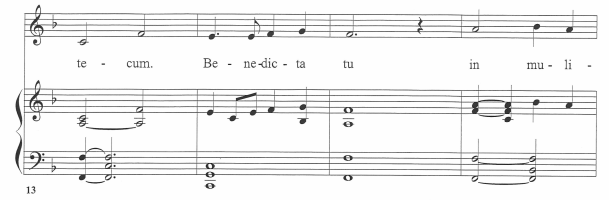 te - cum. Be - ne-dic - ta tu in mu - li -
13